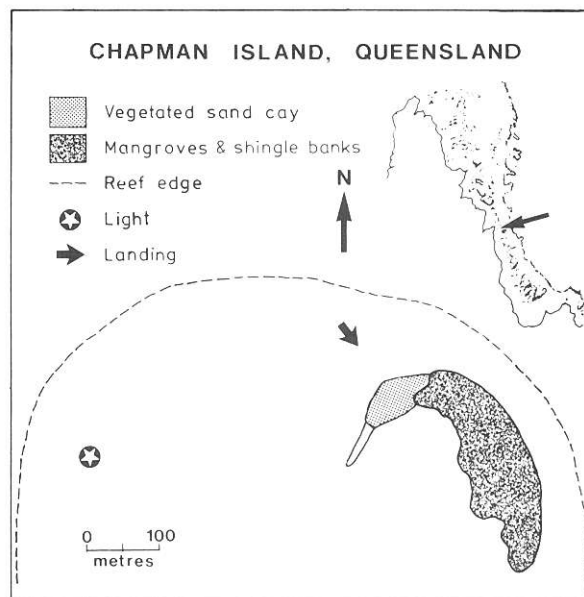 CHAPMAN ISLAND, QUEENSLAND
Vegetated sand cay
Mangroves & shingle banks
Reef edge
Light
Landing
N
0 100
metres